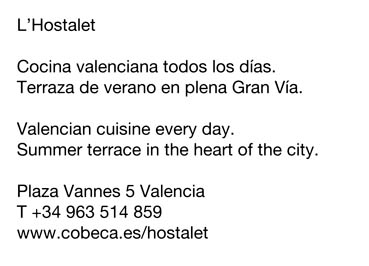 L’Hostalet
Cocina valenciana todos los días.
Terraza de verano en plena Gran Vía.
Valencian cuisine every day.
Summer terrace in the heart of the city.
Plaza Vannes 5 Valencia
T +34 963 514 859
www.cobeca.es/hostalet